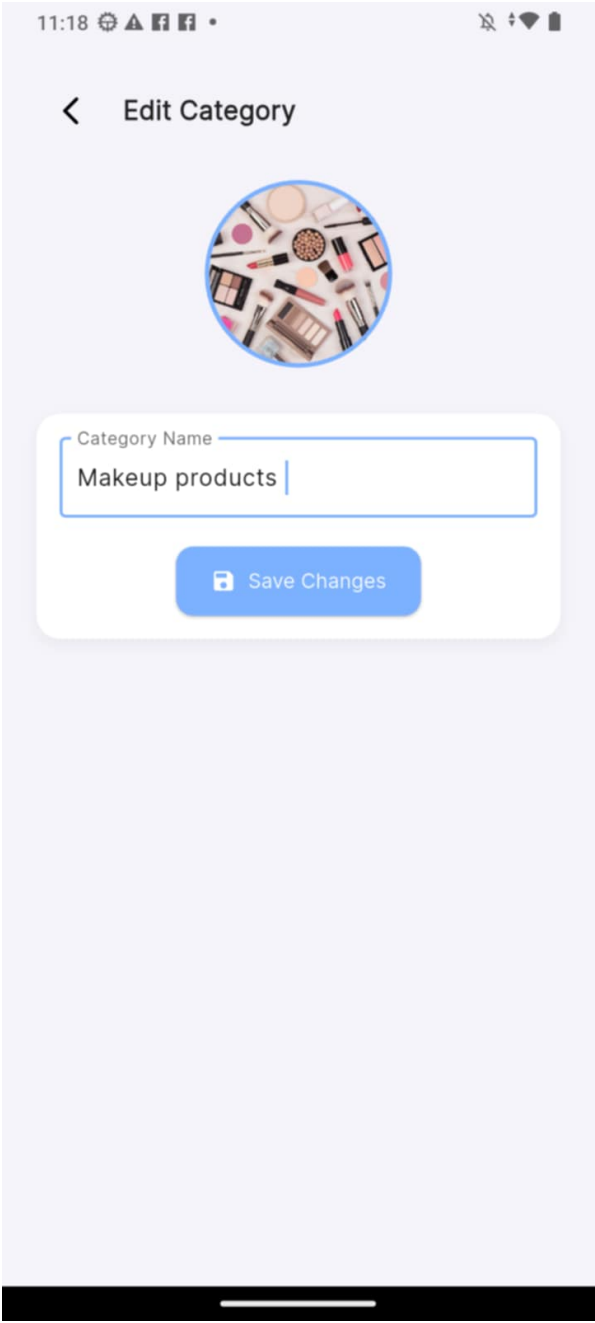 11:18
Edit Category
Category Name
Makeup products
Save Changes